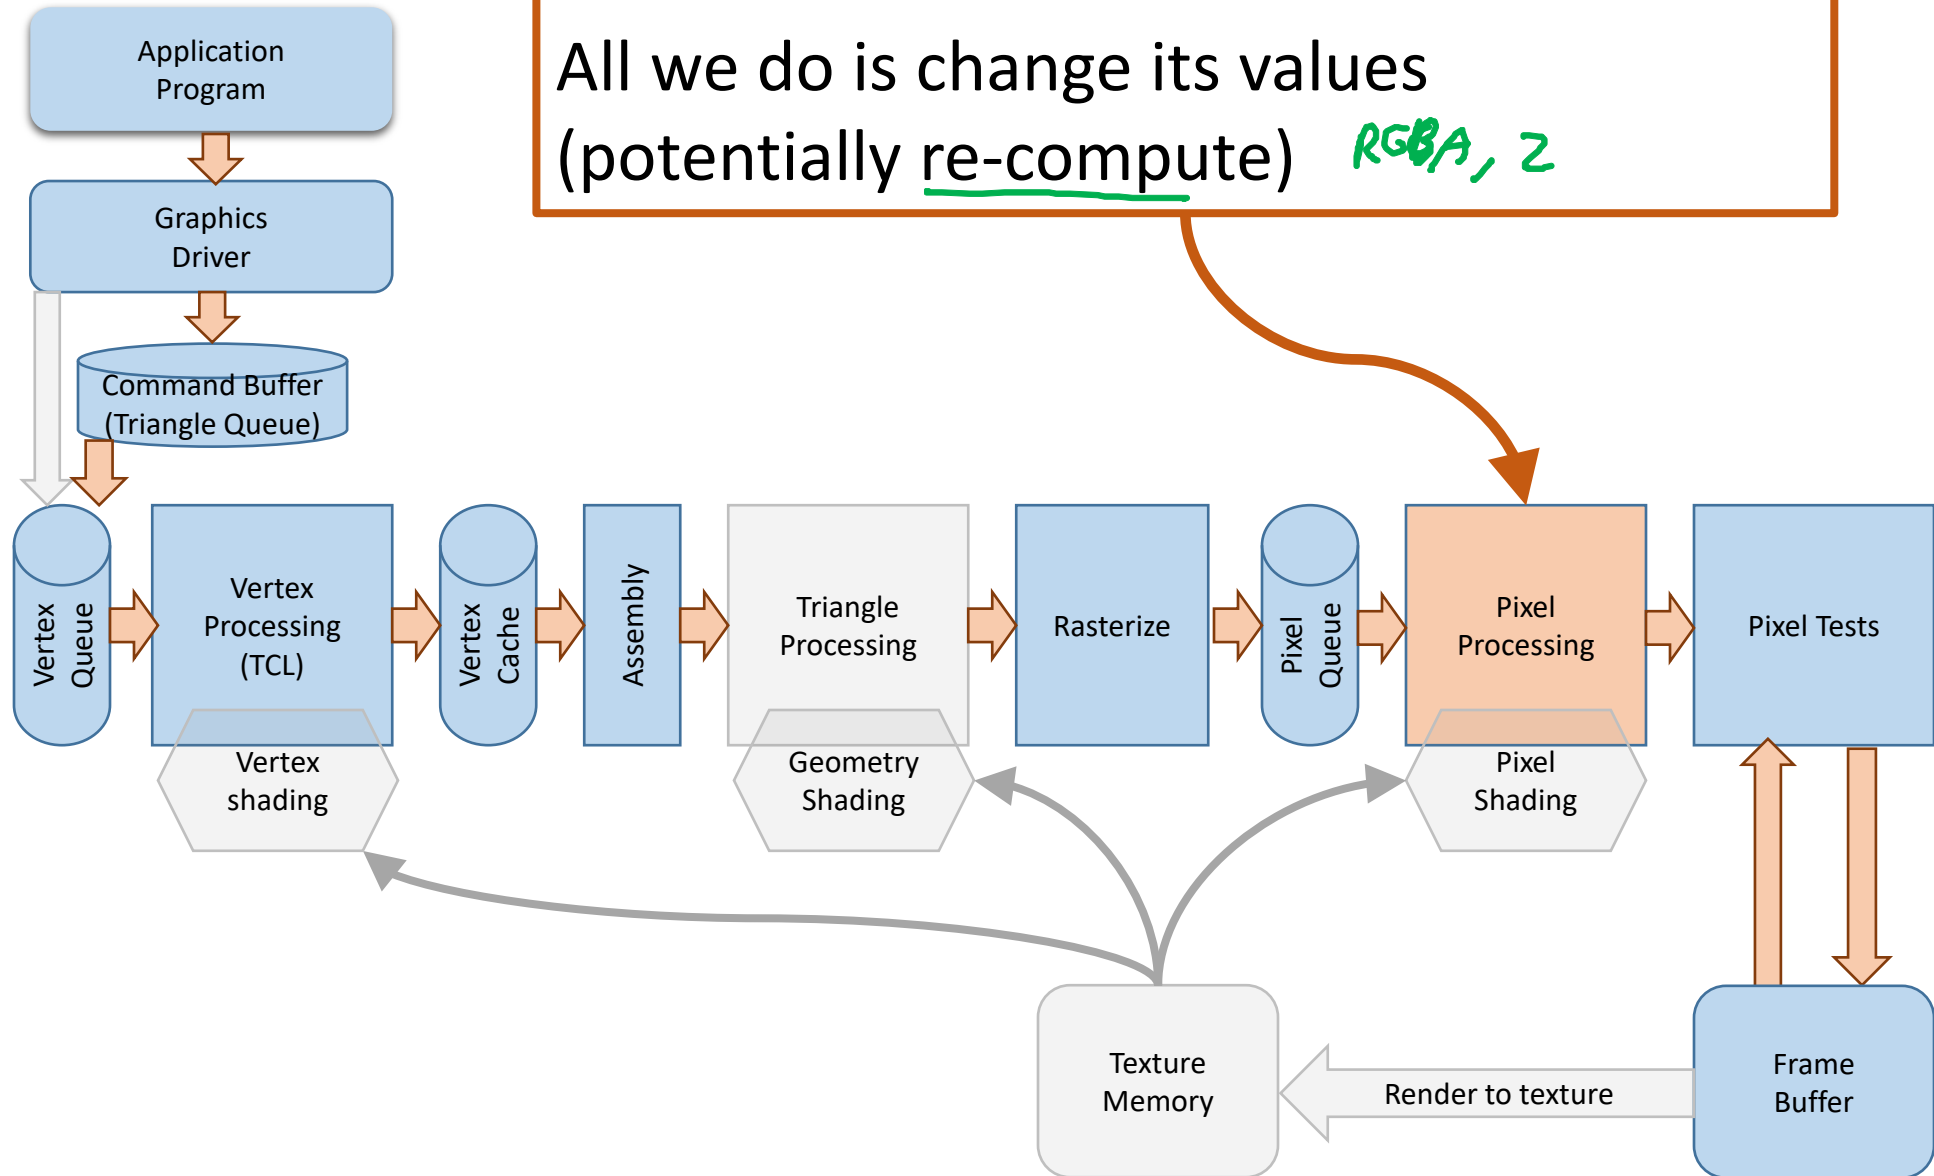 All we do is change its values
(potentially re-compute) RGBA, Z
Application
Program
Graphics
Driver
Command Buffer
(Triangle Queue)
Vertex
Queue
Vertex
Processing
(TCL)
Vertex
Cache
Assembly
Triangle
Processing
Rasterize
Pixel
Queue
Pixel
Processing
Pixel Tests
Vertex
shading
Geometry
Shading
Pixel
Shading
Texture
Memory
Render to texture
Frame
Buffer